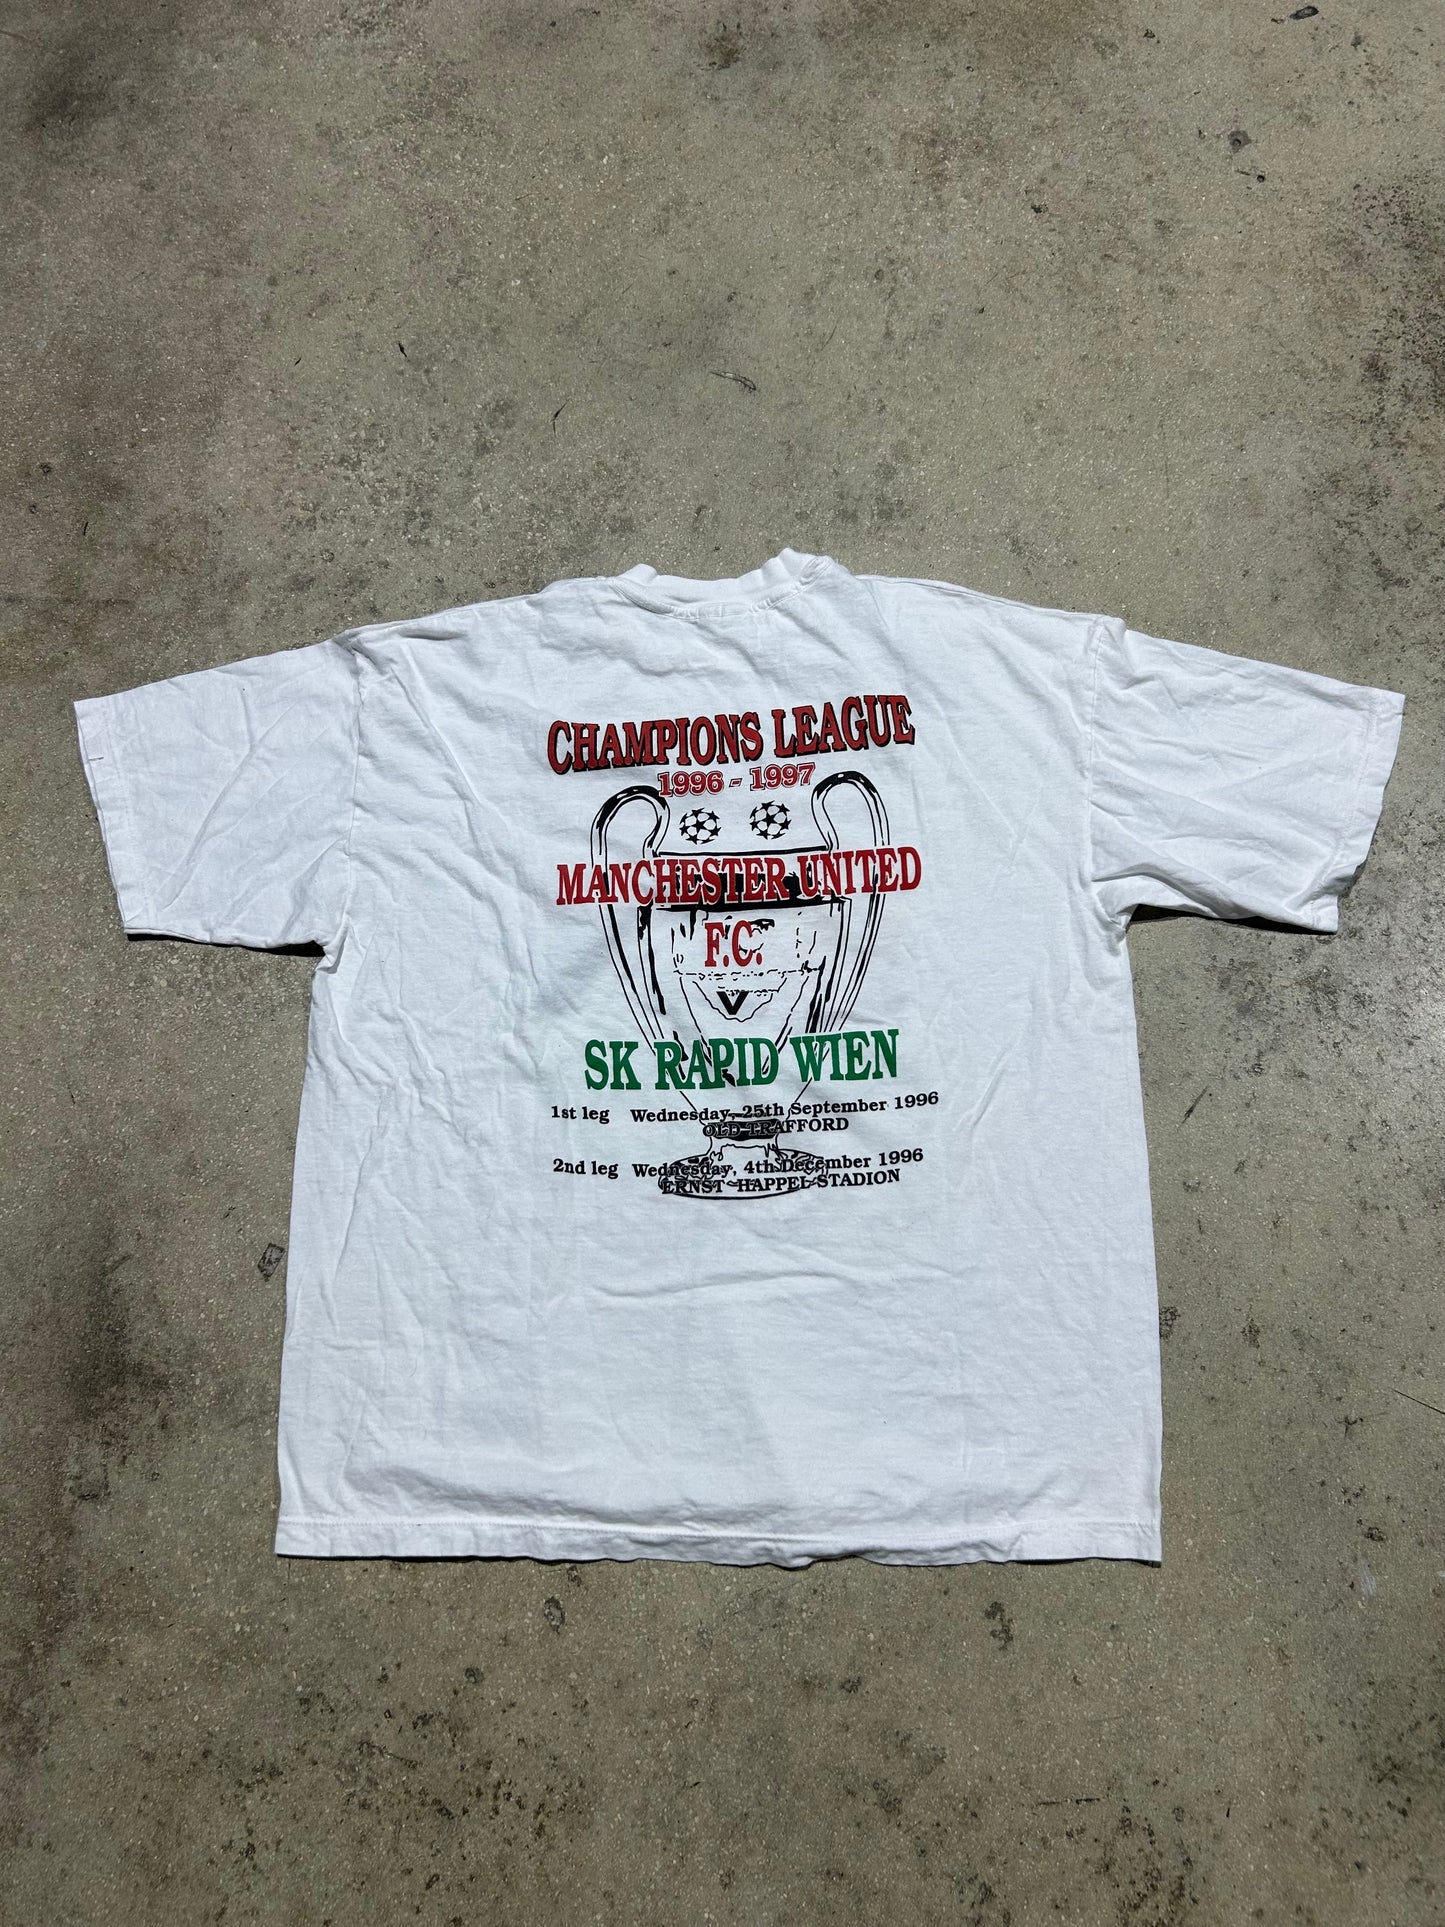 CHAMPIONS LEAGUE
1996 - 1997
MANCHESTER UNITED
F.C.
V
SK RAPID WIEN
1st leg Wednesday, 25th September 1996
OLD TRAFFORD
2nd leg Wednesday, 4th December 1996
ERNST HAPPEL STADION